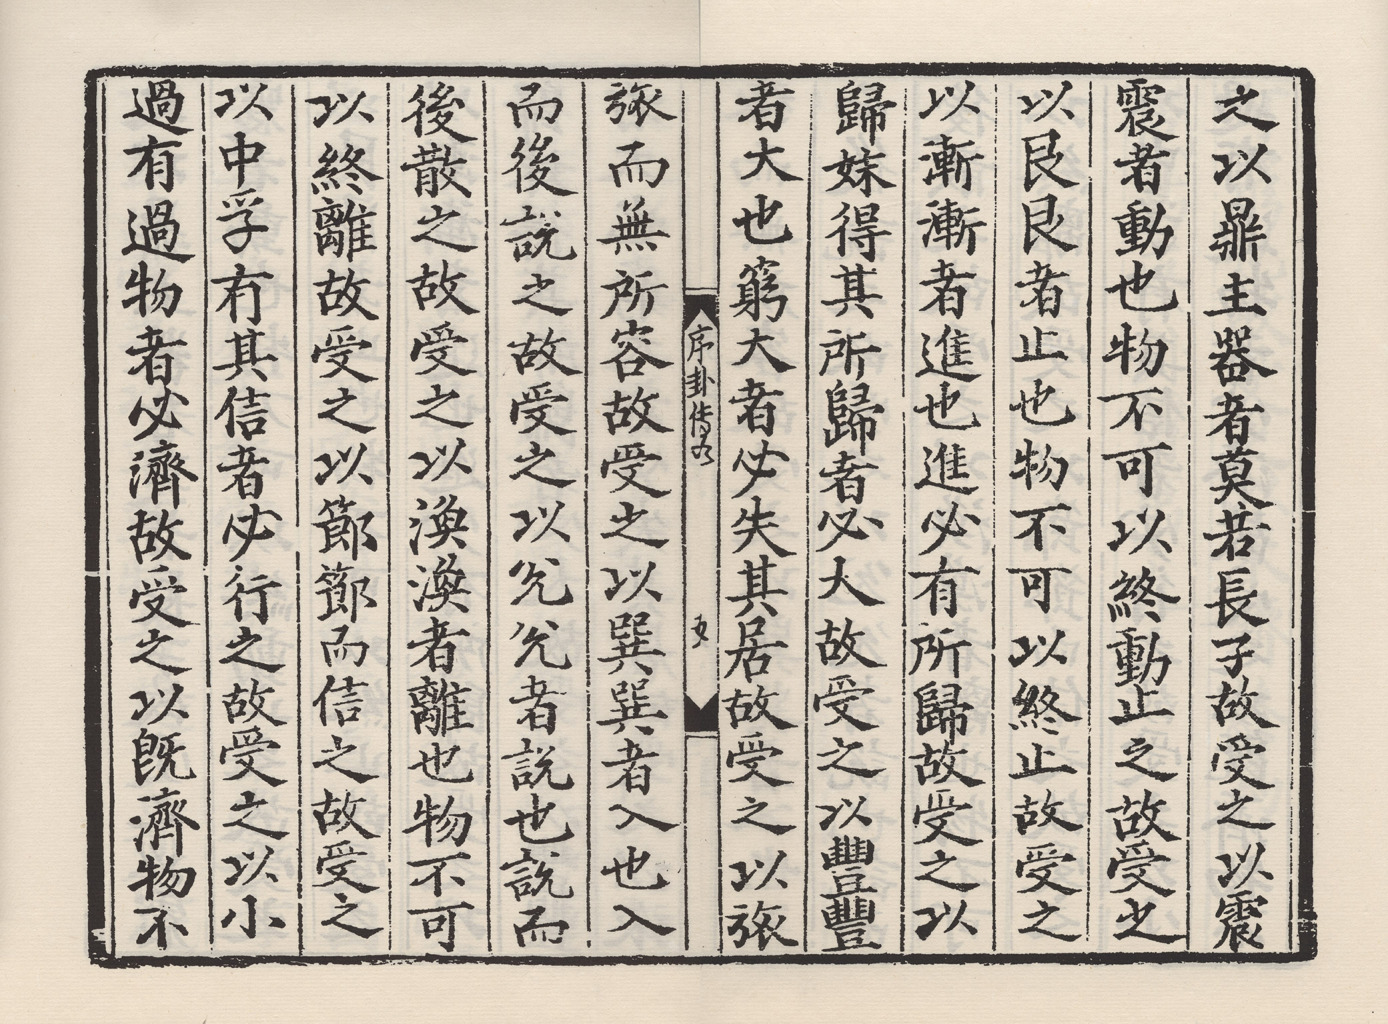 之以鼎主器者莫若長子故受之以震
震者動也物不可以終動止之故受之
以艮艮者止也物不可以終止故受之
以漸漸者進也進必有所歸故受之以
歸妹得其所歸者必大故受之以豐豐
者大也窮大者必失其居故受之以旅
序卦传
旅而無所容故受之以巽巽者入也入
而後說之故受之以兊兊者說也說而
後散之故受之以渙渙者離也物不可
以終離故受之以節節而信之故受之
以中孚有其信者必行之故受之以小
過有過物者必濟故受之以既濟物不